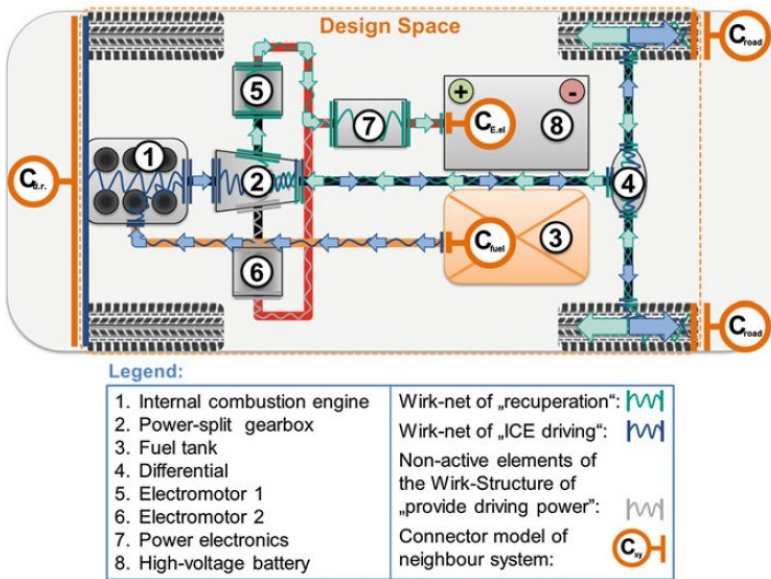 Design Space
C road
5
+
-
C E.el
8
7
1
C d.r.
2
4
C fuel
3
6
C road
Legend:
1. Internal combustion engine
2. Power-split gearbox
3. Fuel tank
4. Differential
5. Electromotor 1
6. Electromotor 2
7. Power electronics
8. High-voltage battery
Wirk-net of „recuperation“:
Wirk-net of „ICE driving“:
Non-active elements of
the Wirk-Structure of
„provide driving power“:
Connector model of
neighbour system:
C xy